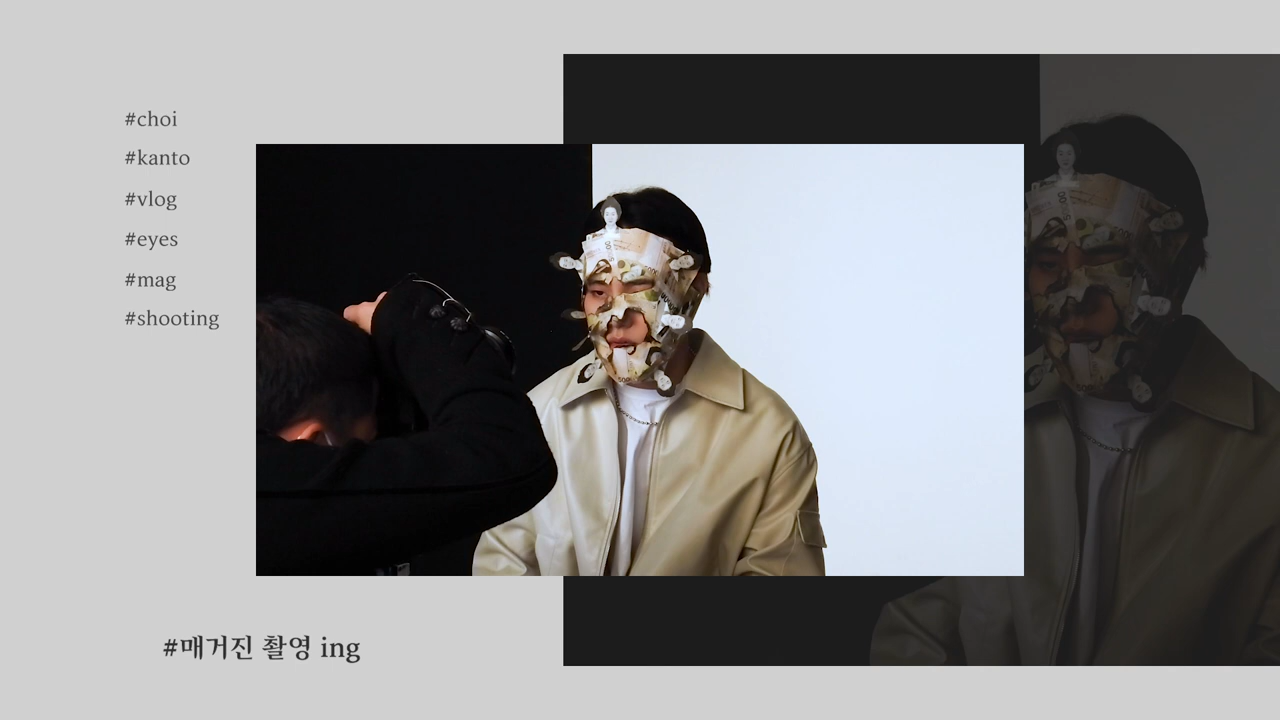 #choi
#kanto
#vlog
#eyes
#mag
#shooting
#매거진 촬영 ing